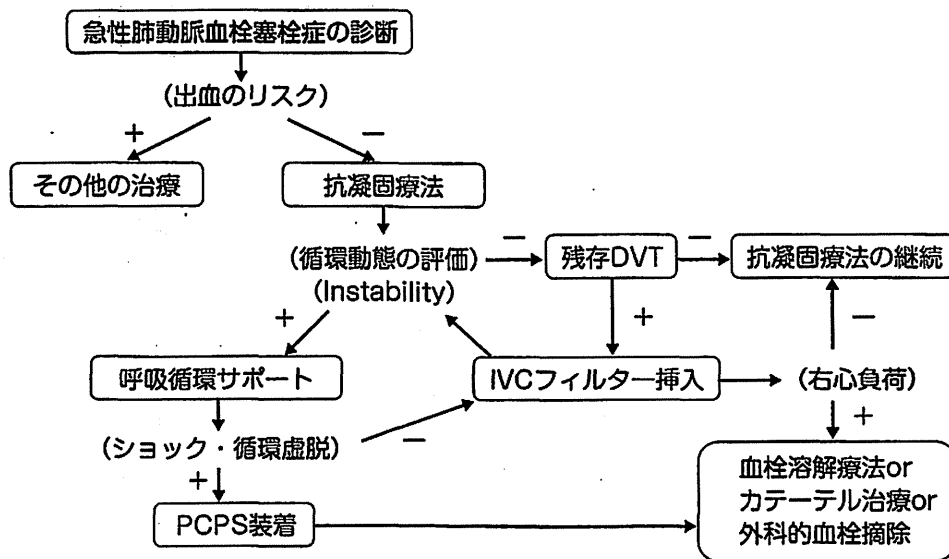 急性肺動脈血栓塞栓症の診断
(出血のリスク)
+
−
その他の治療
抗凝固療法
(循環動態の評価)
(Instability)
−
残存DVT
−
抗凝固療法の継続
+
+
−
呼吸循環サポート
IVCフィルター挿入
(右心負荷)
(ショック・循環虚脱)
−
+
+
PCPS装着
血栓溶解療法or
カテーテル治療or
外科的血栓摘除